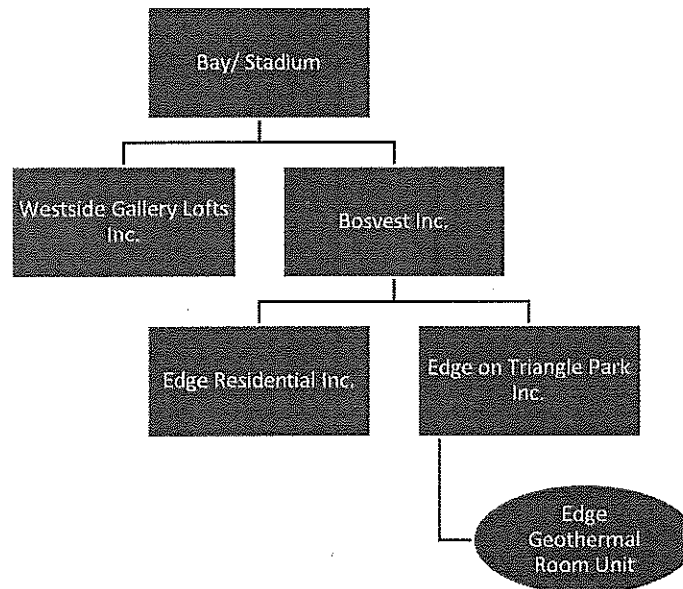 Bay/ Stadium
Westside Gallery Lofts
Inc.
Bosvest Inc.
Edge Residential Inc.
Edge on Triangle Park
Inc.
Edge
Geothermal
Room Unit